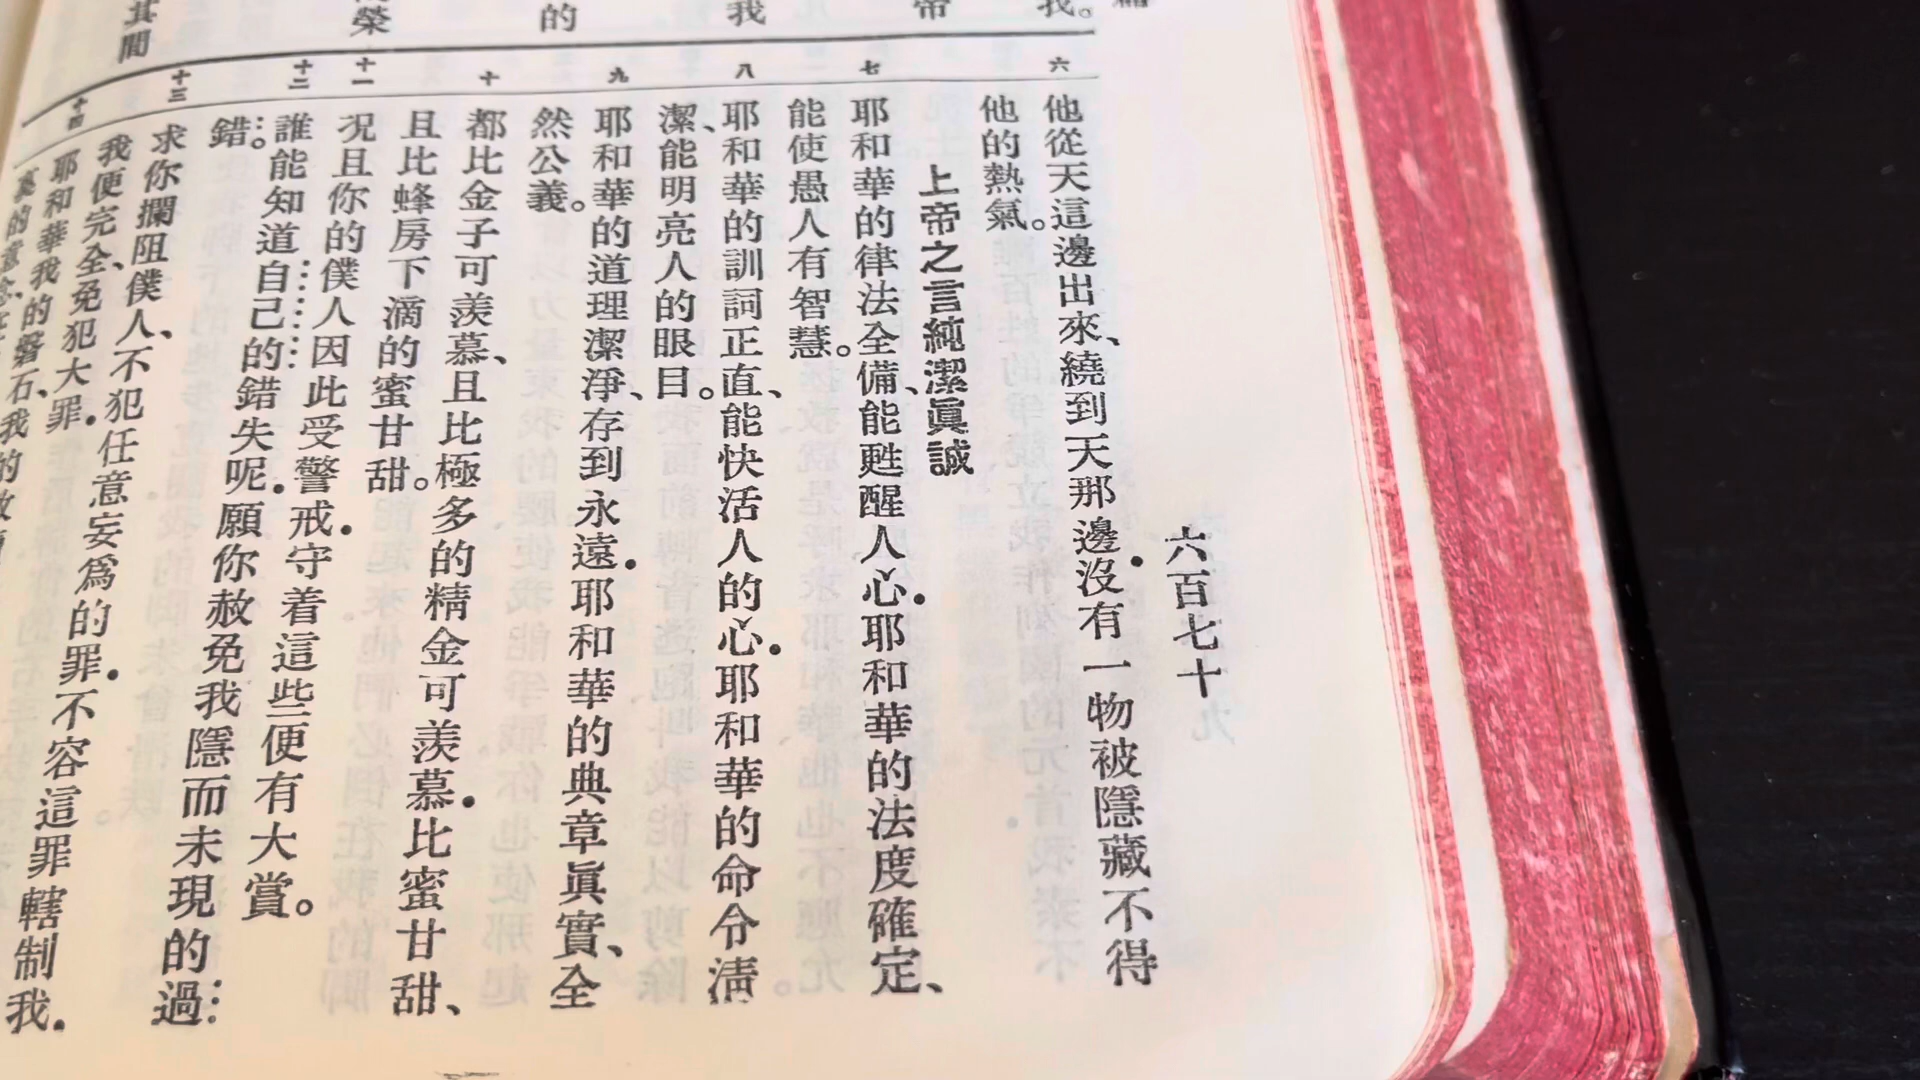 六百七十
我。
帝
我
的
榮
其間
六
他從天這邊出來、繞到天那邊．沒有一物被隱藏不得
他的熱氣。
上帝之言純潔眞誠
七
耶和華的律法全備、能甦醒人心．耶和華的法度確定、
能使愚人有智慧。
八
耶和華的訓詞正直、能快活人的心．耶和華的命令淸
潔、能明亮人的眼目。
九
耶和華的道理潔淨、存到永遠．耶和華的典章眞實、全
然公義。
十
都比金子可羨慕、且比極多的精金可羨慕．比蜜甘甜、
且比蜂房下滴的蜜甘甜。
十一
况且你的僕人因此受警戒．守着這些便有大賞。
十二
誰能知道自己的錯失呢．願你赦免我隱而未現的過
錯。
十三
求你攔阻僕人、不犯任意妄爲的罪．不容這罪轄制我．
我便完全、免犯大罪．
十四
耶和華我的磐石、我的
裏的意念、